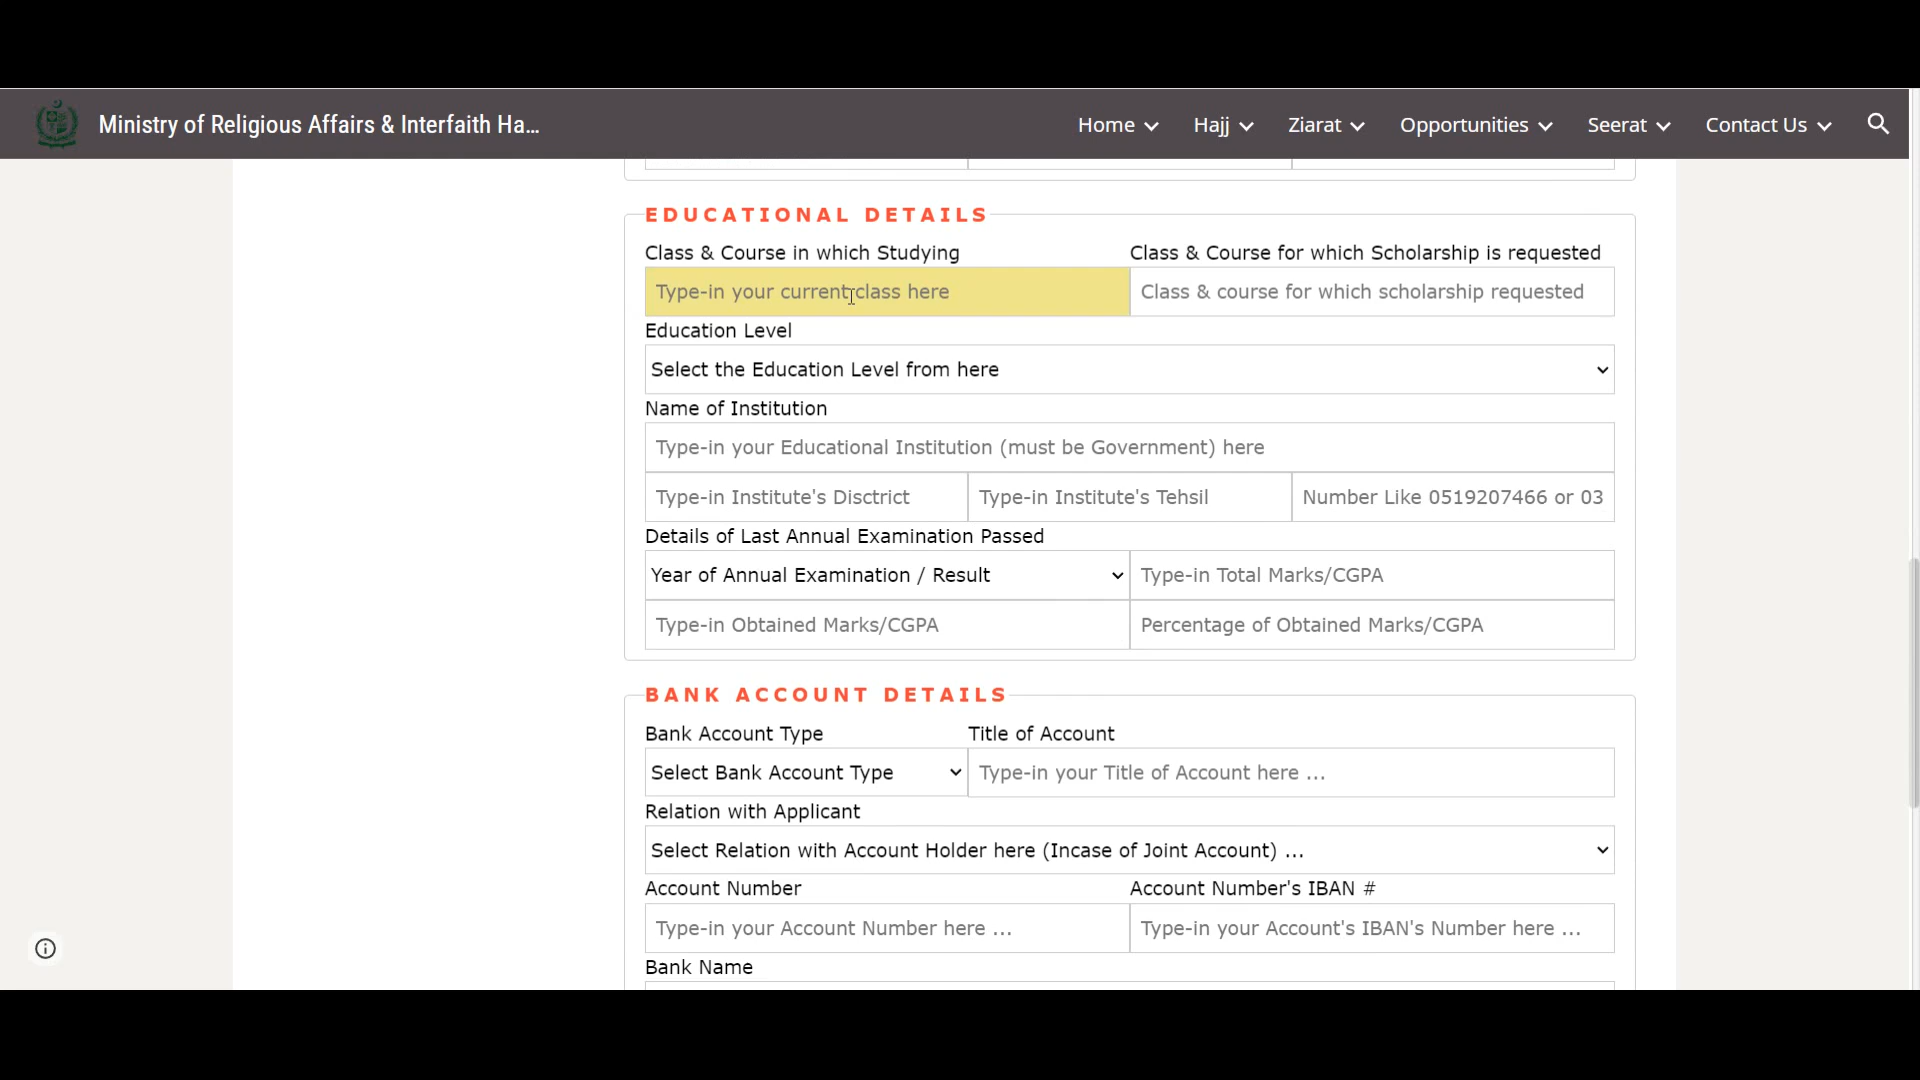 Ministry of Religious Affairs & Interfaith Ha...
Home Hajj Ziarat Opportunities Seerat Contact Us
EDUCATIONAL DETAILS
Class & Course in which Studying Class & Course for which Scholarship is requested
Type-in your current class here Class & course for which scholarship requested
Education Level
Select the Education Level from here
Name of Institution
Type-in your Educational Institution (must be Government) here
Type-in Institute's Disctrict Type-in Institute's Tehsil Number Like 0519207466 or 03
Details of Last Annual Examination Passed
Year of Annual Examination / Result Type-in Total Marks/CGPA
Type-in Obtained Marks/CGPA Percentage of Obtained Marks/CGPA
BANK ACCOUNT DETAILS
Bank Account Type Title of Account
Select Bank Account Type Type-in your Title of Account here ...
Relation with Applicant
Select Relation with Account Holder here (Incase of Joint Account) ...
Account Number Account Number's IBAN #
Type-in your Account Number here ... Type-in your Account's IBAN's Number here ...
Bank Name